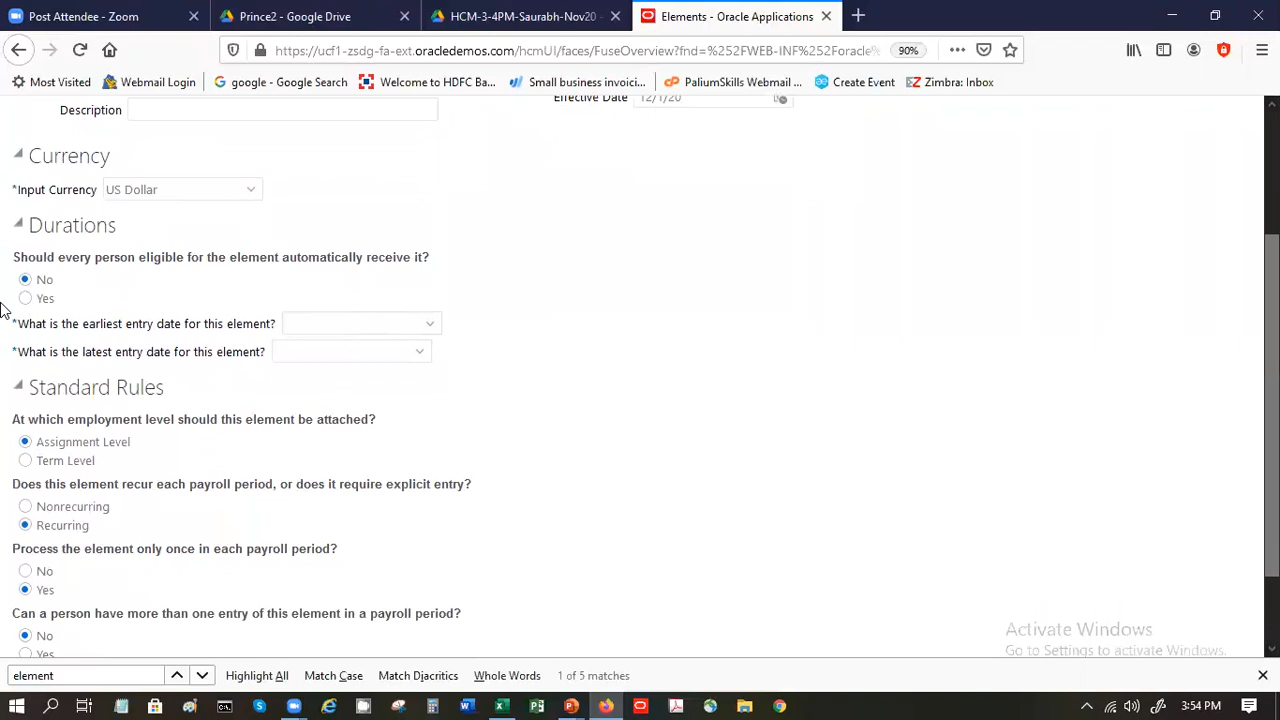 Post Attendee - Zoom
Prince2 - Google Drive
HCM-3-4PM-Saurabh-Nov20 -
Elements - Oracle Applications
https://ucf1-zsdg-fa-ext.oracledemos.com/hcmUI/faces/FuseOverview?fnd=%252FWEB-INF%252Foracle%
90%
Most Visited
Webmail Login
google - Google Search
Welcome to HDFC Ba...
Small business invoici...
PaliumSkills Webmail ...
Create Event
Zimbra: Inbox
Effective Date 12/1/20
Description
Currency
*Input Currency US Dollar
Durations
Should every person eligible for the element automatically receive it?
No
Yes
*What is the earliest entry date for this element?
*What is the latest entry date for this element?
Standard Rules
At which employment level should this element be attached?
Assignment Level
Term Level
Does this element recur each payroll period, or does it require explicit entry?
Nonrecurring
Recurring
Process the element only once in each payroll period?
No
Yes
Can a person have more than one entry of this element in a payroll period?
No
Yes
Activate Windows
Go to Settings to activate Windows.
element
Highlight All
Match Case
Match Diacritics
Whole Words
1 of 5 matches
3:54 PM